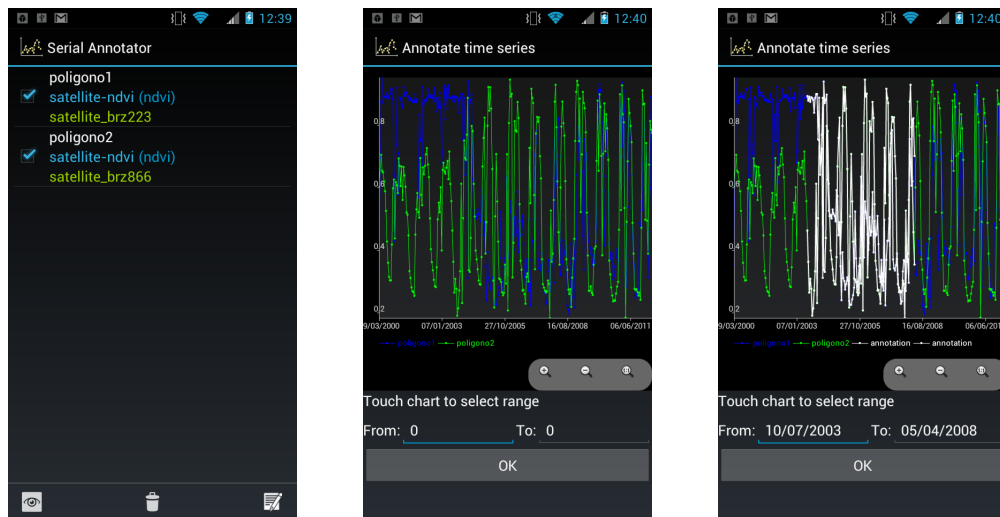 12:39
Serial Annotator
poligono1
satellite-ndvi (ndvi)
satellite_brz223
poligono2
satellite-ndvi (ndvi)
satellite_brz866
12:40
Annotate time series
0,8
0,6
0,4
0,2
9/03/2000 07/01/2003 27/10/2005 16/08/2008 06/06/2011
poligono1 poligono2
Touch chart to select range
From: 0 To: 0
OK
12:40
Annotate time series
0,8
0,6
0,4
0,2
9/03/2000 07/01/2003 27/10/2005 16/08/2008 06/06/201
poligono1 poligono2 annotation annotation
Touch chart to select range
From: 10/07/2003 To: 05/04/2008
OK